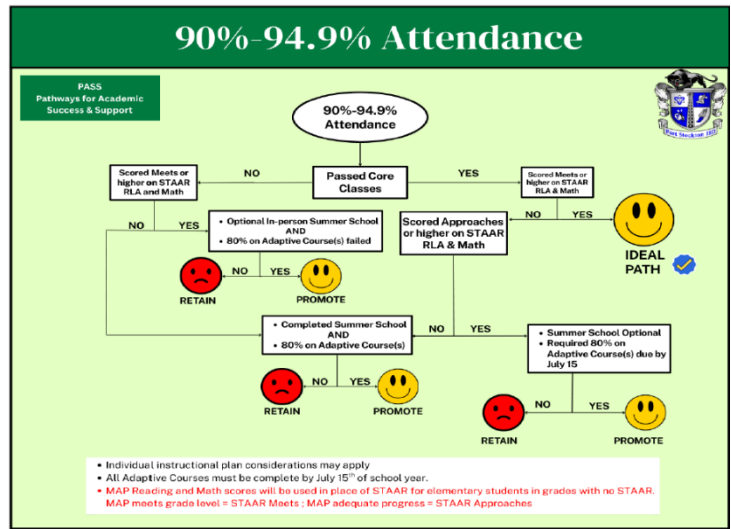 90%-94.9% Attendance
PASS
Pathways for Academic
Success & Support
Fort Stockton ISD
90%-94.9%
Attendance
Scored Meets or
higher on STAAR
RLA and Math
NO
Passed Core
Classes
YES
Scored Meets or
higher on STAAR
RLA & Math
NO
YES
• Optional In-person Summer School
AND
• 80% on Adaptive Course(s) failed
Scored Approaches
or higher on STAAR
RLA & Math
NO
YES
IDEAL
PATH
NO
YES
RETAIN
PROMOTE
• Completed Summer School
AND
• 80% on Adaptive Course(s)
NO
YES
• Summer School Optional
• Required 80% on
Adaptive Course(s) due by
July 15
NO
YES
RETAIN
PROMOTE
NO
YES
RETAIN
PROMOTE
• Individual instructional plan considerations may apply
• All Adaptive Courses must be complete by July 15th of school year.
• MAP Reading and Math scores will be used in place of STAAR for elementary students in grades with no STAAR.
MAP meets grade level = STAAR Meets ; MAP adequate progress = STAAR Approaches